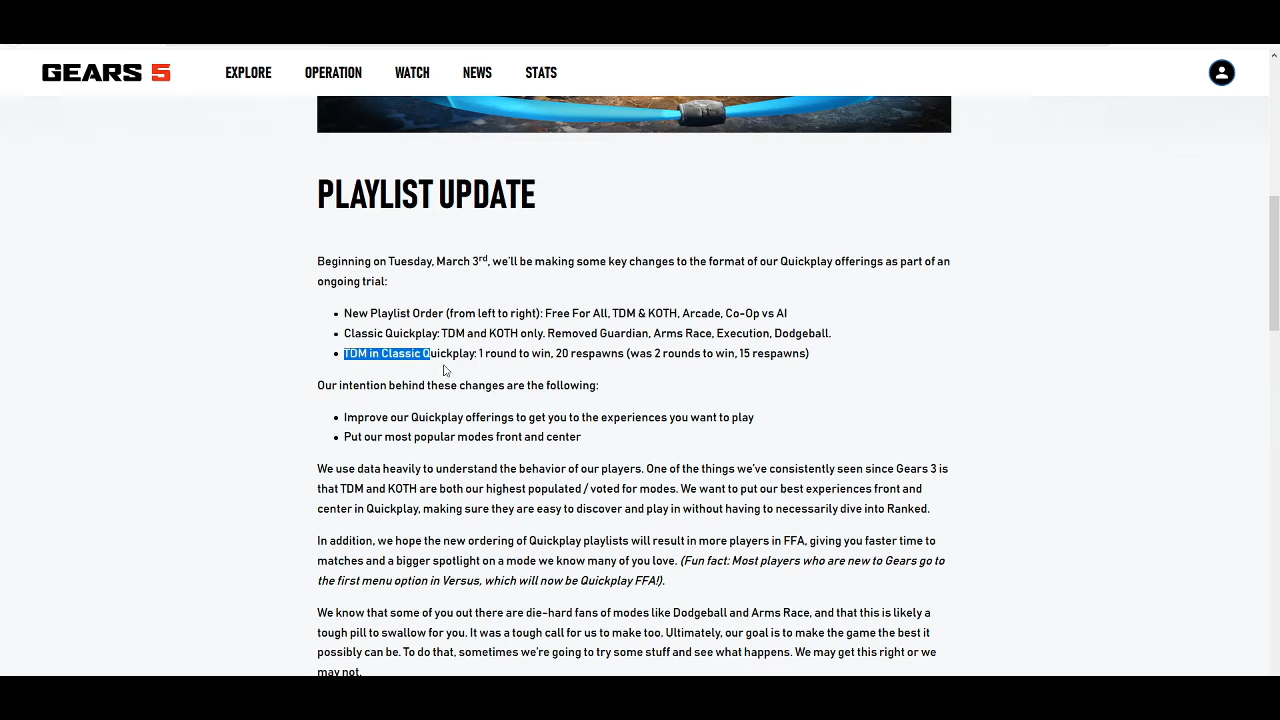 GEARS 5
EXPLORE
OPERATION
WATCH
NEWS
STATS
PLAYLIST UPDATE
Beginning on Tuesday, March 3rd, we'll be making some key changes to the format of our Quickplay offerings as part of an
ongoing trial:
• New Playlist Order (from left to right): Free For All, TDM & KOTH, Arcade, Co-Op vs AI
• Classic Quickplay: TDM and KOTH only. Removed Guardian, Arms Race, Execution, Dodgeball.
• TDM in Classic Quickplay: 1 round to win, 20 respawns (was 2 rounds to win, 15 respawns)
Our intention behind these changes are the following:
• Improve our Quickplay offerings to get you to the experiences you want to play
• Put our most popular modes front and center
We use data heavily to understand the behavior of our players. One of the things we've consistently seen since Gears 3 is
that TDM and KOTH are both our highest populated / voted for modes. We want to put our best experiences front and
center in Quickplay, making sure they are easy to discover and play in without having to necessarily dive into Ranked.
In addition, we hope the new ordering of Quickplay playlists will result in more players in FFA, giving you faster time to
matches and a bigger spotlight on a mode we know many of you love. (Fun fact: Most players who are new to Gears go to
the first menu option in Versus, which will now be Quickplay FFA!).
We know that some of you out there are die-hard fans of modes like Dodgeball and Arms Race, and that this is likely a
tough pill to swallow for you. It was a tough call for us to make too. Ultimately, our goal is to make the game the best it
possibly can be. To do that, sometimes we're going to try some stuff and see what happens. We may get this right or we
may not.